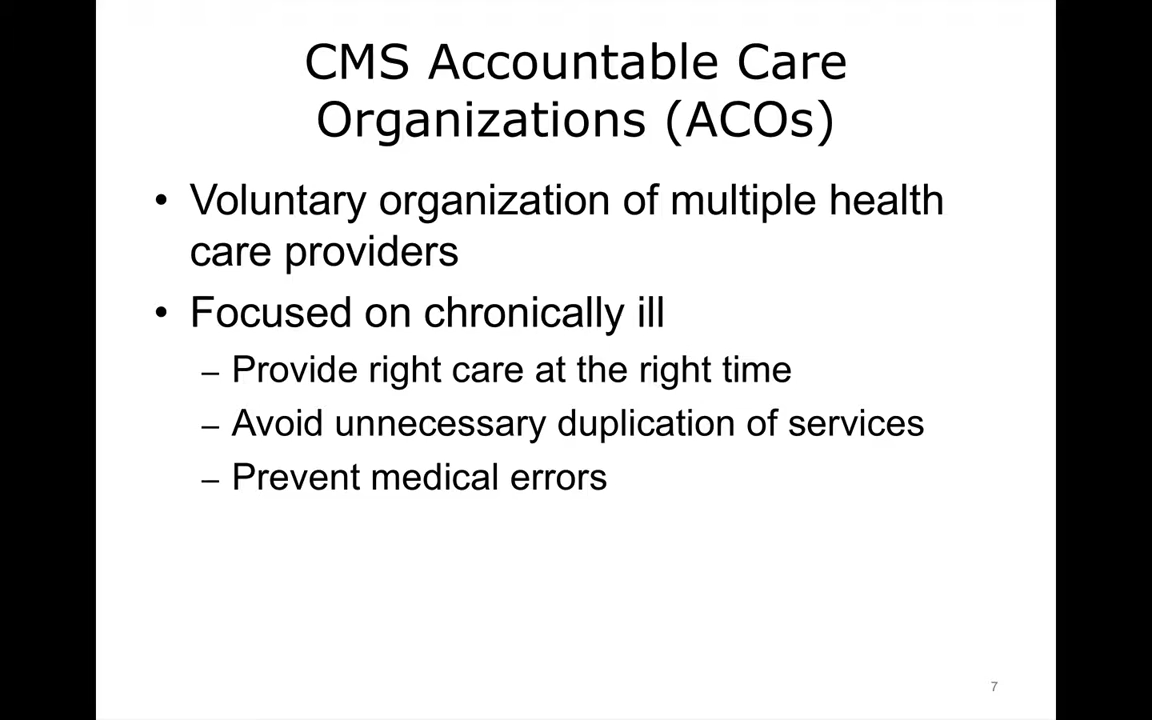 CMS Accountable Care
Organizations (ACOs)
• Voluntary organization of multiple health
care providers
• Focused on chronically ill
– Provide right care at the right time
– Avoid unnecessary duplication of services
– Prevent medical errors
7